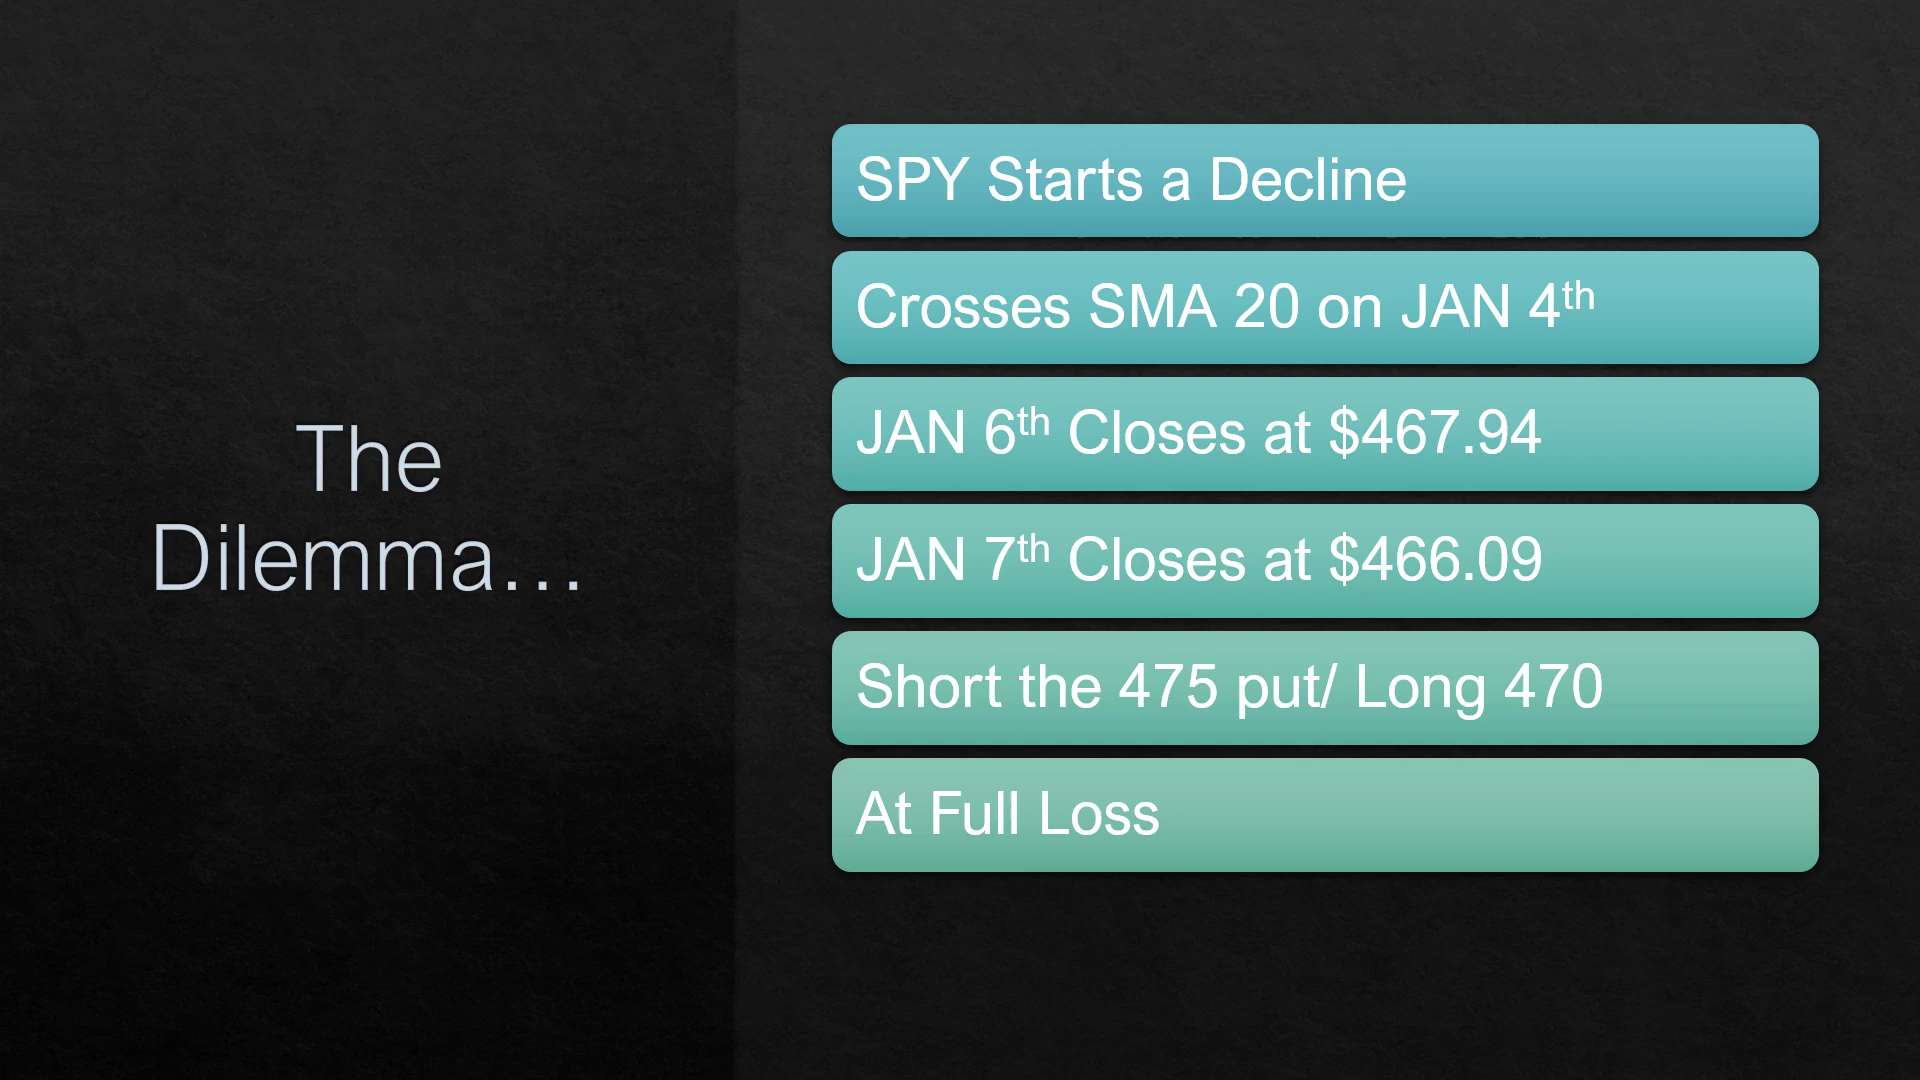 The
Dilemma…
SPY Starts a Decline
Crosses SMA 20 on JAN 4th
JAN 6th Closes at $467.94
JAN 7th Closes at $466.09
Short the 475 put/ Long 470
At Full Loss